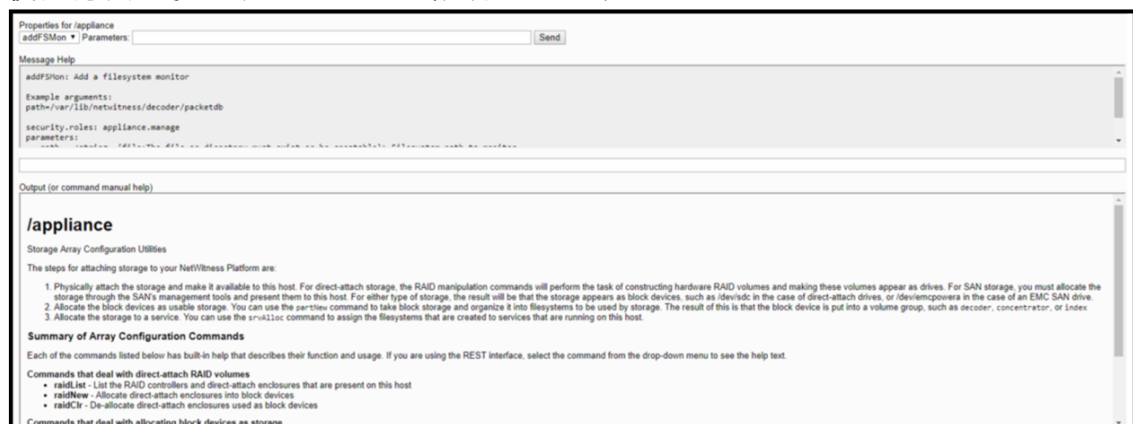 Properties for /appliance
addFSMon Parameters: Send
Message Help
addFSMon: Add a filesystem monitor
Example arguments:
path=/var/lib/netwitness/decoder/packetdb
security.roles: appliance.manage
parameters:
Output (or command manual help)
/appliance
Storage Array Configuration Utilities
The steps for attaching storage to your NetWitness Platform are:
1. Physically attach the storage and make it available to this host. For direct-attach storage, the RAID manipulation commands will perform the task of constructing hardware RAID volumes and making these volumes appear as drives. For SAN storage, you must allocate the
storage through the SAN's management tools and present them to this host. For either type of storage, the result will be that the storage appears as block devices, such as /dev/sdc in the case of direct-attach drives, or /dev/emcpowera in the case of an EMC SAN drive.
2. Allocate the block devices as usable storage. You can use the partNew command to take block storage and organize it into filesystems to be used by storage. The result of this is that the block device is put into a volume group, such as decoder, concentrator, or index
3. Allocate the storage to a service. You can use the srvAlloc command to assign the filesystems that are created to services that are running on this host.
Summary of Array Configuration Commands
Each of the commands listed below has built-in help that describes their function and usage. If you are using the REST interface, select the command from the drop-down menu to see the help text.
Commands that deal with direct-attach RAID volumes
• raidList - List the RAID controllers and direct-attach enclosures that are present on this host
• raidNew - Allocate direct-attach enclosures into block devices
• raidClr - De-allocate direct-attach enclosures used as block devices
Commands that deal with allocating block devices as storage